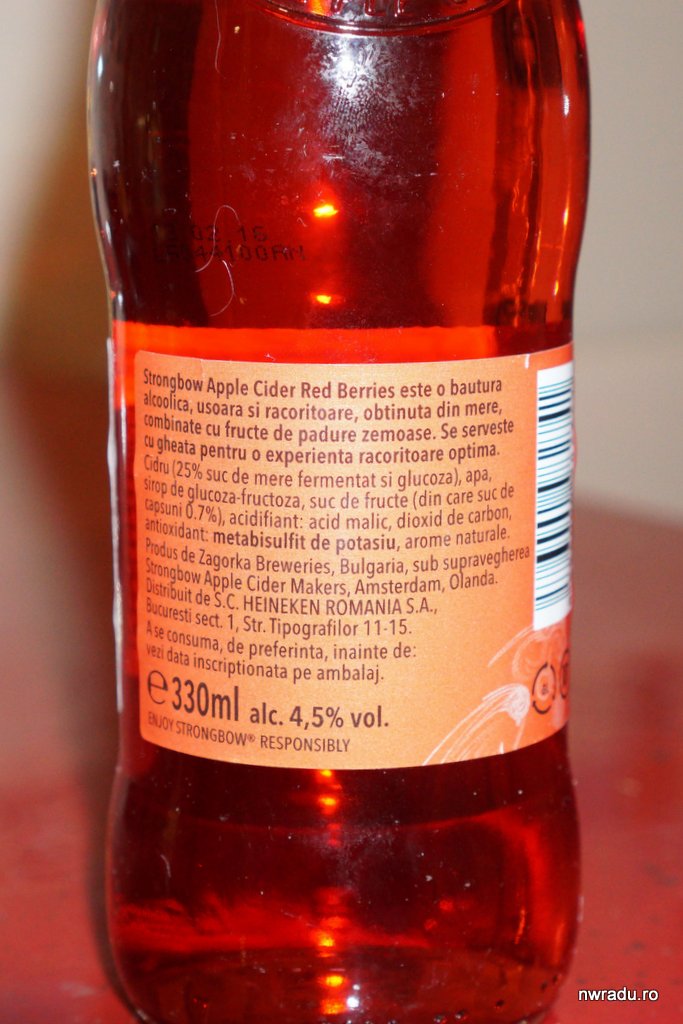 02.16
Strongbow Apple Cider Red Berries este o bautura
alcoolica, usoara si racoritoare, obtinuta din mere,
combinate cu fructe de padure zemoase. Se serveste
cu gheata pentru o experienta racoritoare optima.
Cidru (25% suc de mere fermentat si glucoza), apa,
sirop de glucoza-fructoza, suc de fructe (din care suc de
capsuni 0.7%), acidifiant: acid malic, dioxid de carbon,
antioxidant: metabisulfit de potasiu, arome naturale.
Produs de Zagorka Breweries, Bulgaria, sub supravegherea
Strongbow Apple Cider Makers, Amsterdam, Olanda.
Distribuit de S.C. HEINEKEN ROMANIA S.A.,
Bucuresti sect. 1, Str. Tipografilor 11-15.
A se consuma, de preferinta, inainte de:
vezi data inscriptionata pe ambalaj.
℮ 330ml alc. 4,5% vol.
ENJOY STRONGBOW® RESPONSIBLY
nwradu.ro